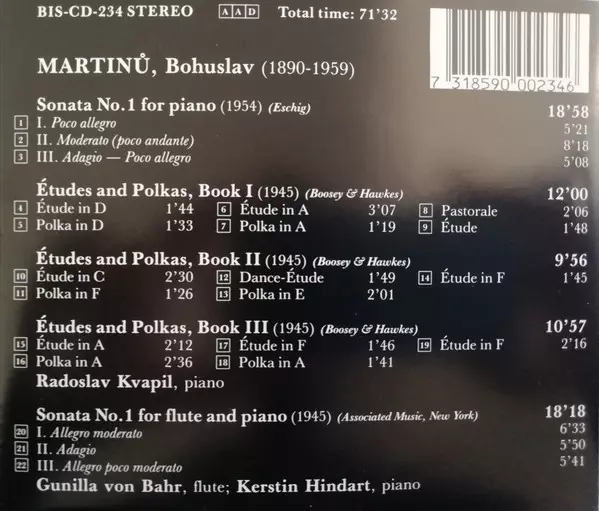 BIS-CD-234 STEREO AAD Total time: 71'32
MARTINŮ, Bohuslav (1890-1959)
7 318590 002346
Sonata No.1 for piano (1954) (Eschig) 18'58
1 I. Poco allegro 5'21
2 II. Moderato (poco andante) 8'18
3 III. Adagio — Poco allegro 5'08
Études and Polkas, Book I (1945) (Boosey & Hawkes) 12'00
4 Étude in D 1'44 6 Étude in A 3'07 8 Pastorale 2'06
5 Polka in D 1'33 7 Polka in A 1'19 9 Étude 1'48
Études and Polkas, Book II (1945) (Boosey & Hawkes) 9'56
10 Étude in C 2'30 12 Dance-Étude 1'49 14 Étude in F 1'45
11 Polka in F 1'26 13 Polka in E 2'01
Études and Polkas, Book III (1945) (Boosey & Hawkes) 10'57
15 Étude in A 2'12 17 Étude in F 1'46 19 Étude in F 2'16
16 Polka in A 2'36 18 Polka in A 1'41
Radoslav Kvapil, piano
Sonata No.1 for flute and piano (1945) (Associated Music, New York) 18'18
20 I. Allegro moderato 6'33
21 II. Adagio 5'50
22 III. Allegro poco moderato 5'41
Gunilla von Bahr, flute; Kerstin Hindart, piano